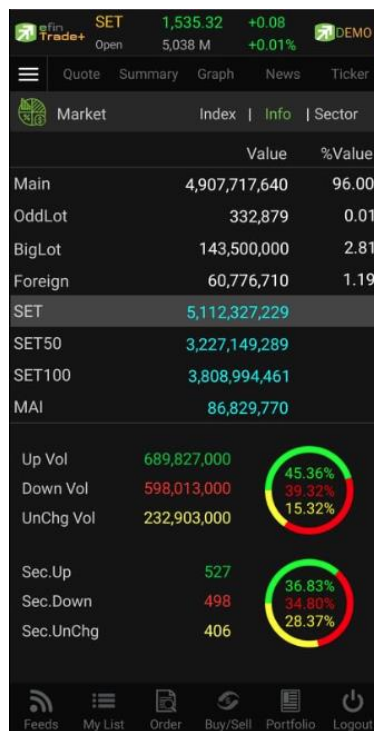 efin Trade+ SET 1,535.32 +0.08 DEMO
Open 5,038 M +0.01%
Quote Summary Graph News Ticker
Market Index | Info | Sector
Value %Value
Main 4,907,717,640 96.00
OddLot 332,879 0.01
BigLot 143,500,000 2.81
Foreign 60,776,710 1.19
SET 5,112,327,229
SET50 3,227,149,289
SET100 3,808,994,461
MAI 86,829,770
Up Vol 689,827,000 45.36%
Down Vol 598,013,000 39.32%
UnChg Vol 232,903,000 15.32%
Sec.Up 527 36.83%
Sec.Down 498 34.80%
Sec.UnChg 406 28.37%
Feeds My List Order Buy/Sell Portfolio Logout